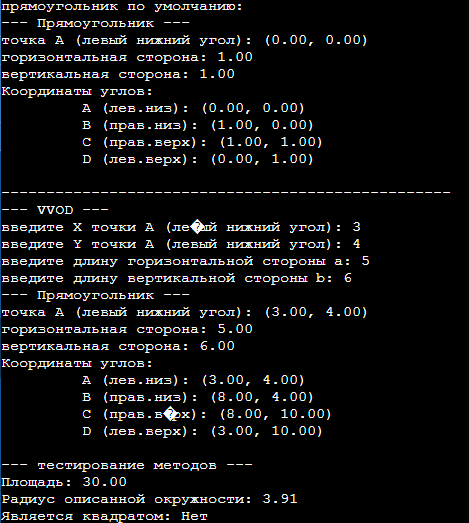 прямоугольник по умолчанию:
--- Прямоугольник ---
точка A (левый нижний угол): (0.00, 0.00)
горизонтальная сторона: 1.00
вертикальная сторона: 1.00
Координаты углов:
A (лев.низ): (0.00, 0.00)
B (прав.низ): (1.00, 0.00)
C (прав.верх): (1.00, 1.00)
D (лев.верх): (0.00, 1.00)
--------------------------------------------------
--- VVOD ---
введите X точки A (ле�ый нижний угол): 3
введите Y точки A (левый нижний угол): 4
введите длину горизонтальной стороны a: 5
введите длину вертикальной стороны b: 6
--- Прямоугольник ---
точка A (левый нижний угол): (3.00, 4.00)
горизонтальная сторона: 5.00
вертикальная сторона: 6.00
Координаты углов:
A (лев.низ): (3.00, 4.00)
B (прав.низ): (8.00, 4.00)
C (прав.в�рх): (8.00, 10.00)
D (лев.верх): (3.00, 10.00)
--- тестирование методов ---
Площадь: 30.00
Радиус описанной окружности: 3.91
Является квадратом: Нет